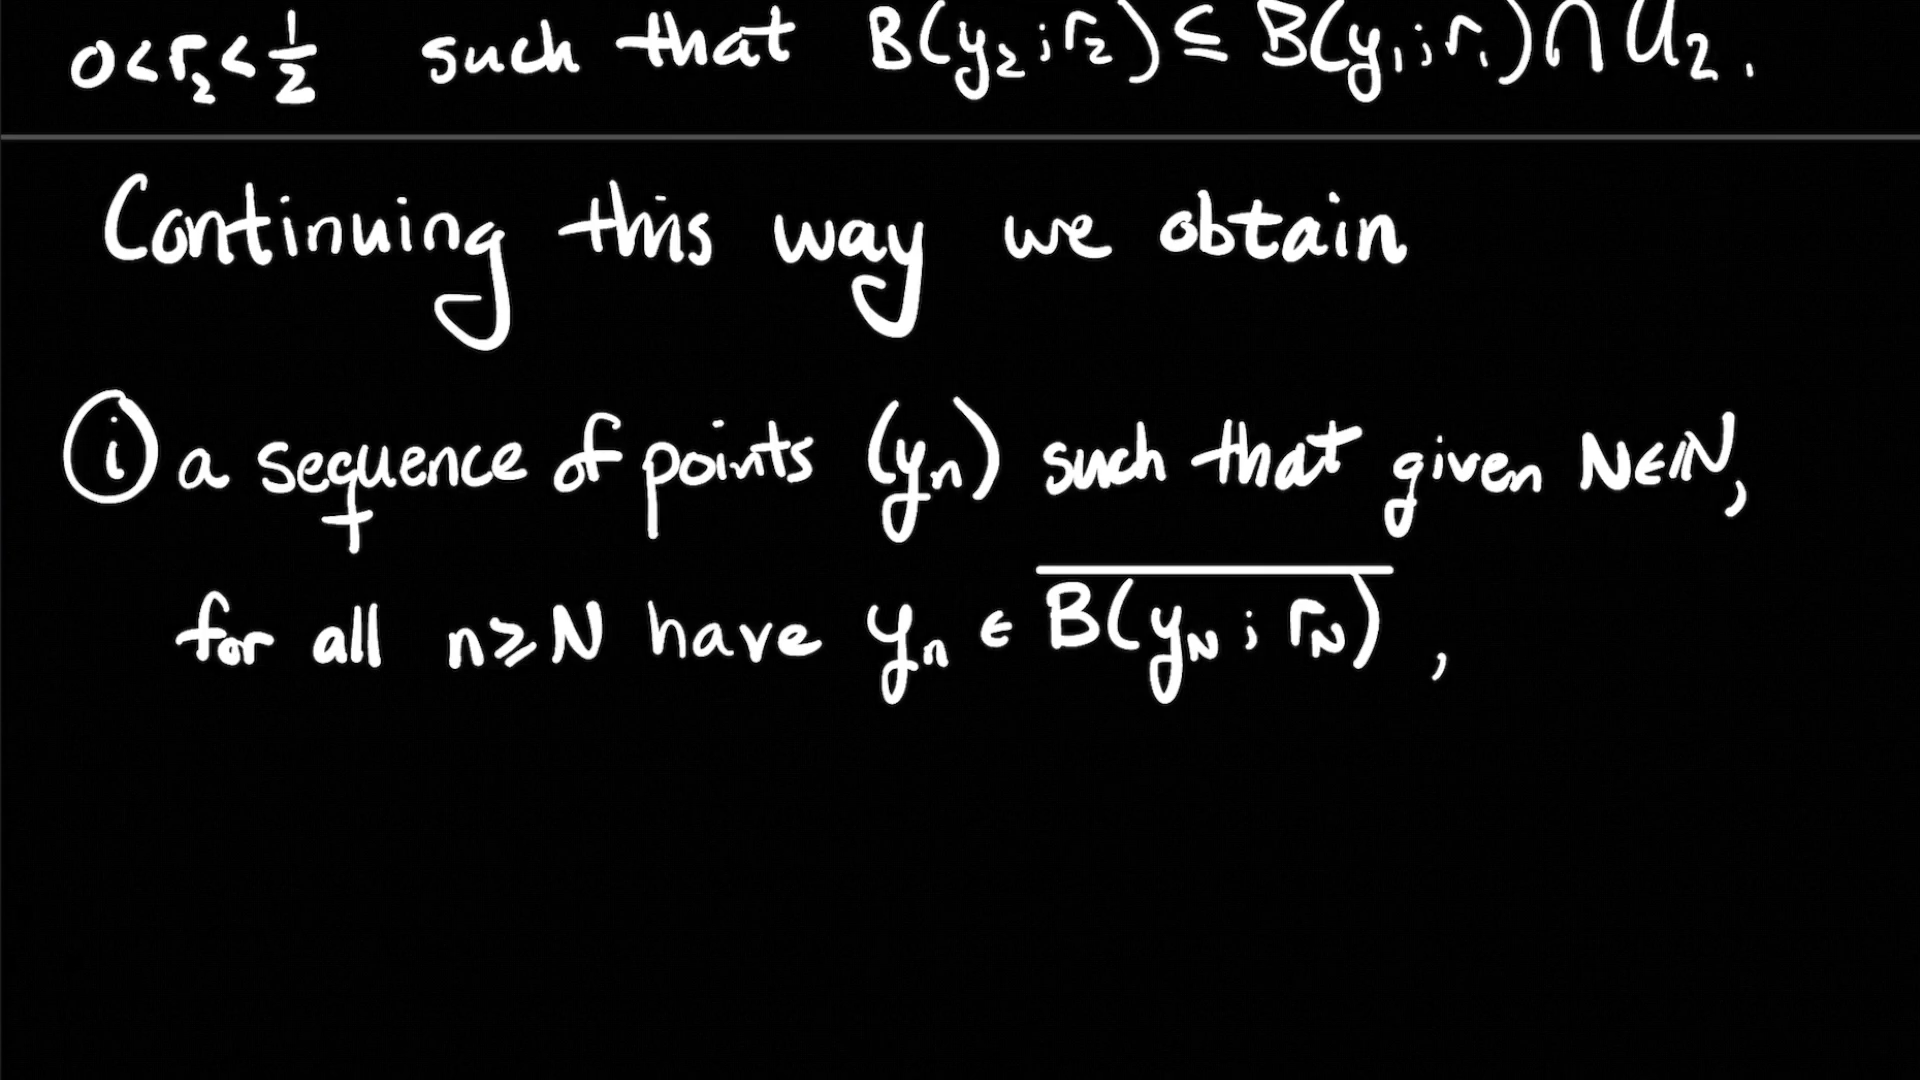 0<r₂<1/2 such that B(y₂;r₂)⊆B(y₁;r₁)∩U₂.
Continuing this way we obtain
ⓘ a sequence of points (yₙ) such that given N∈ℕ,
for all n⩾N have yₙ ∈ \overline{B(y_N; r_N)},